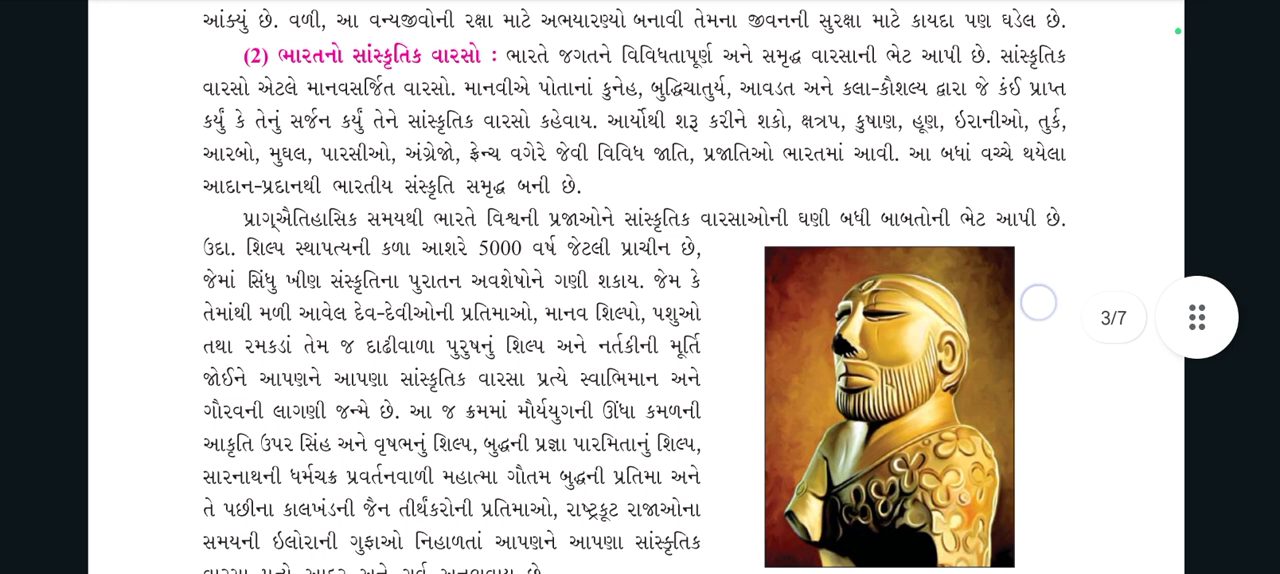 આંક્યું છે. વળી, આ વન્યજીવોની રક્ષા માટે અભયારણ્યો બનાવી તેમના જીવનની સુરક્ષા માટે કાયદા પણ ઘડેલ છે.
(2) ભારતનો સાંસ્કૃતિક વારસો : ભારતે જગતને વિવિધતાપૂર્ણ અને સમૃદ્ધ વારસાની ભેટ આપી છે. સાંસ્કૃતિક
વારસો એટલે માનવસર્જિત વારસો. માનવીએ પોતાનાં કુનેહ, બુદ્ધિચાતુર્ય, આવડત અને કલા-કૌશલ્ય દ્વારા જે કંઈ પ્રાપ્ત
કર્યું કે તેનું સર્જન કર્યું તેને સાંસ્કૃતિક વારસો કહેવાય. આર્યોથી શરૂ કરીને શકો, ક્ષત્રપ, કુષાણ, હૂણ, ઇરાનીઓ, તુર્ક,
આરબો, મુઘલ, પારસીઓ, અંગ્રેજો, ફ્રેન્ચ વગેરે જેવી વિવિધ જાતિ, પ્રજાતિઓ ભારતમાં આવી. આ બધાં વચ્ચે થયેલા
આદાન-પ્રદાનથી ભારતીય સંસ્કૃતિ સમૃદ્ધ બની છે.
પ્રાગ્ઐતિહાસિક સમયથી ભારતે વિશ્વની પ્રજાઓને સાંસ્કૃતિક વારસાઓની ઘણી બધી બાબતોની ભેટ આપી છે.
ઉદા. શિલ્પ સ્થાપત્યની કળા આશરે 5000 વર્ષ જેટલી પ્રાચીન છે,
જેમાં સિંધુ ખીણ સંસ્કૃતિના પુરાતન અવશેષોને ગણી શકાય. જેમ કે
તેમાંથી મળી આવેલ દેવ-દેવીઓની પ્રતિમાઓ, માનવ શિલ્પો, પશુઓ
તથા રમકડાં તેમ જ દાઢીવાળા પુરુષનું શિલ્પ અને નર્તકીની મૂર્તિ
જોઈને આપણને આપણા સાંસ્કૃતિક વારસા પ્રત્યે સ્વાભિમાન અને
ગૌરવની લાગણી જન્મે છે. આ જ ક્રમમાં મૌર્યયુગની ઊંધા કમળની
આકૃતિ ઉપર સિંહ અને વૃષભનું શિલ્પ, બુદ્ધની પ્રજ્ઞા પારમિતાનું શિલ્પ,
સારનાથની ધર્મચક્ર પ્રવર્તનવાળી મહાત્મા ગૌતમ બુદ્ધની પ્રતિમા અને
તે પછીના કાલખંડની જૈન તીર્થંકરોની પ્રતિમાઓ, રાષ્ટ્રકૂટ રાજાઓના
સમયની ઇલોરાની ગુફાઓ નિહાળતાં આપણને આપણા સાંસ્કૃતિક
3/7